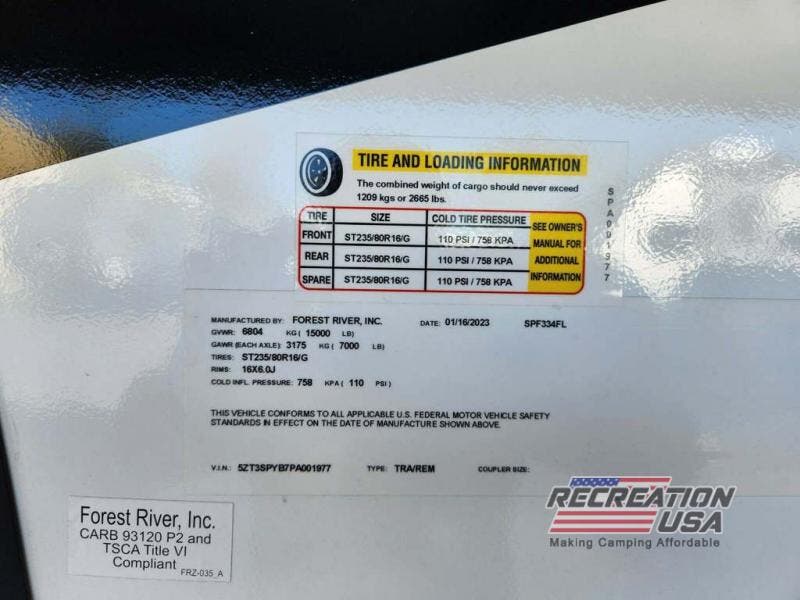 TIRE AND LOADING INFORMATION
The combined weight of cargo should never exceed
1209 kgs or 2665 lbs.
TIRE SIZE COLD TIRE PRESSURE SEE OWNER'S MANUAL FOR ADDITIONAL INFORMATION
FRONT ST235/80R16/G 110 PSI / 758 KPA
REAR ST235/80R16/G 110 PSI / 758 KPA
SPARE ST235/80R16/G 110 PSI / 758 KPA
SPA001977
MANUFACTURED BY: FOREST RIVER, INC. DATE: 01/16/2023 SPF334FL
GVWR: 6804 KG ( 15000 LB)
GAWR (EACH AXLE): 3175 KG ( 7000 LB)
TIRES: ST235/80R16/G
RIMS: 16X6.0J
COLD INFL. PRESSURE: 758 KPA ( 110 PSI )
THIS VEHICLE CONFORMS TO ALL APPLICABLE U.S. FEDERAL MOTOR VEHICLE SAFETY
STANDARDS IN EFFECT ON THE DATE OF MANUFACTURE SHOWN ABOVE.
V.I.N.: 5ZT3SPYB7PA001977 TYPE: TRA/REM COUPLER SIZE:
Forest River, Inc.
CARB 93120 P2 and
TSCA Title VI
Compliant
FRZ-035_A
RECREATION
USA
Making Camping Affordable